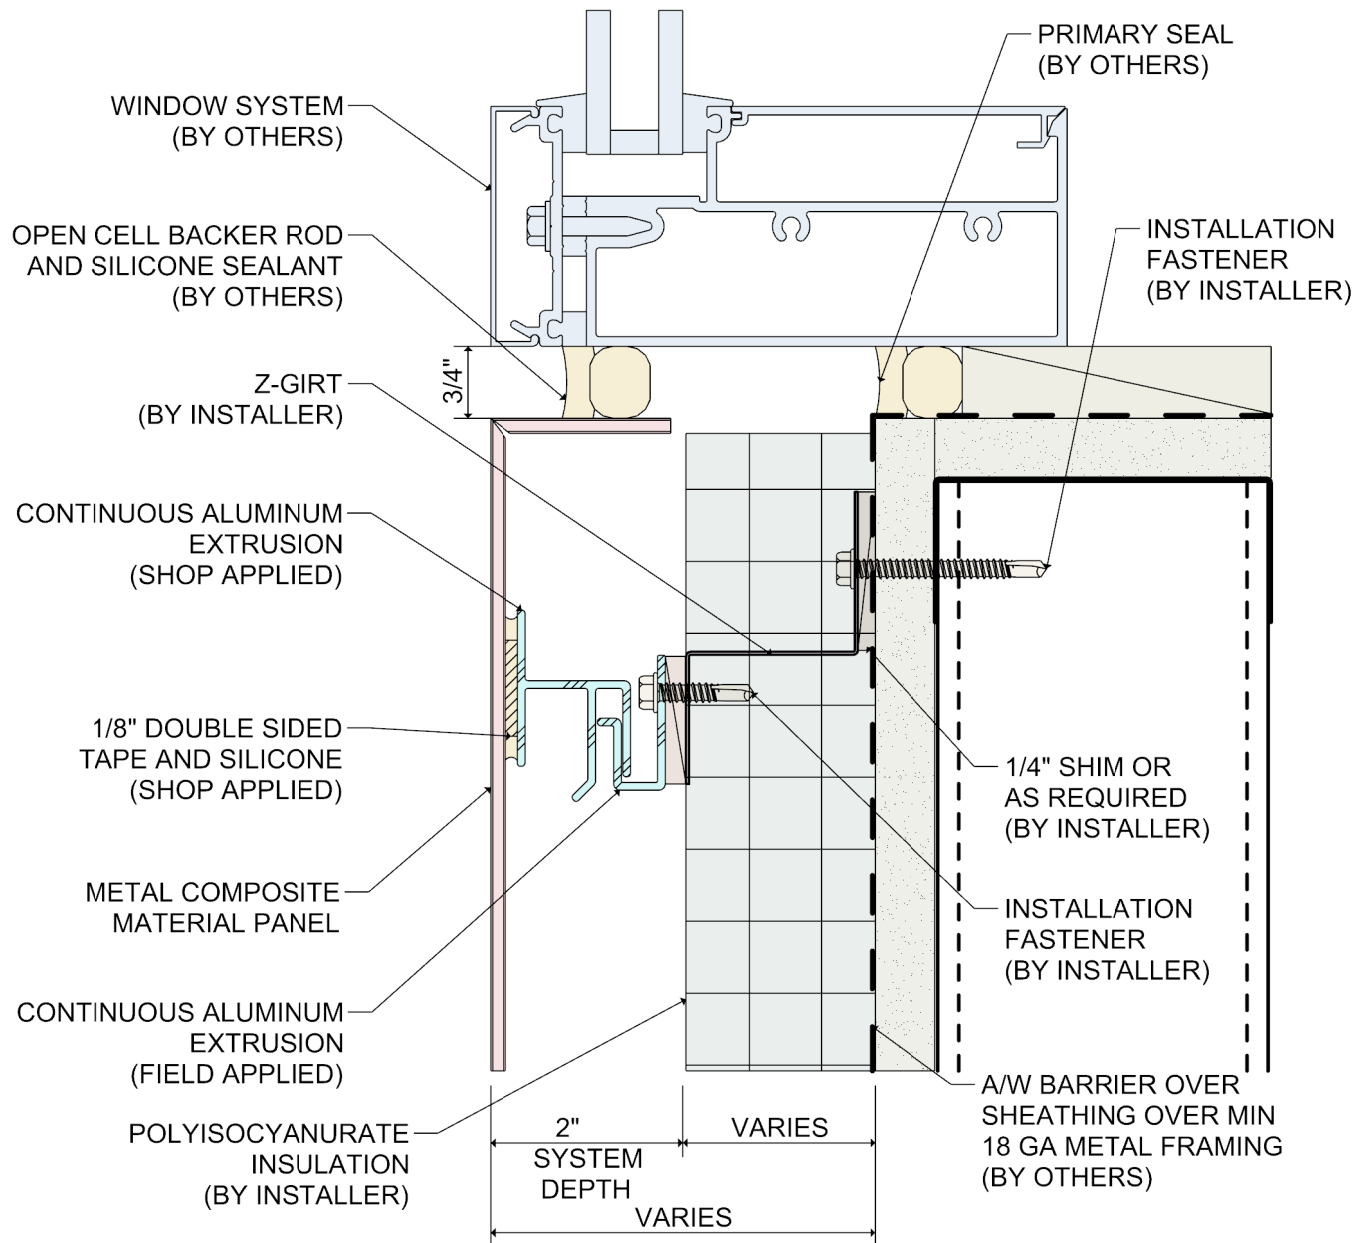 PRIMARY SEAL
(BY OTHERS)
WINDOW SYSTEM
(BY OTHERS)
OPEN CELL BACKER ROD
AND SILICONE SEALANT
(BY OTHERS)
INSTALLATION
FASTENER
(BY INSTALLER)
3/4"
Z-GIRT
(BY INSTALLER)
CONTINUOUS ALUMINUM
EXTRUSION
(SHOP APPLIED)
1/8" DOUBLE SIDED
TAPE AND SILICONE
(SHOP APPLIED)
1/4" SHIM OR
AS REQUIRED
(BY INSTALLER)
METAL COMPOSITE
MATERIAL PANEL
INSTALLATION
FASTENER
(BY INSTALLER)
CONTINUOUS ALUMINUM
EXTRUSION
(FIELD APPLIED)
A/W BARRIER OVER
SHEATHING OVER MIN
18 GA METAL FRAMING
(BY OTHERS)
POLYISOCYANURATE
INSULATION
(BY INSTALLER)
2"
SYSTEM
DEPTH
VARIES
VARIES